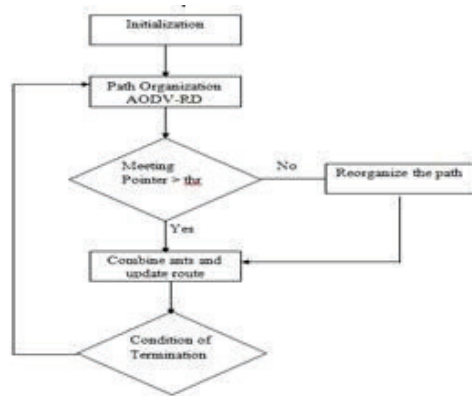 Initialization
Path Organization
AODV-RD
Meeting
Pointer > thr
No
Reorganize the path
Yes
Combine ants and
update route
Condition of
Termination